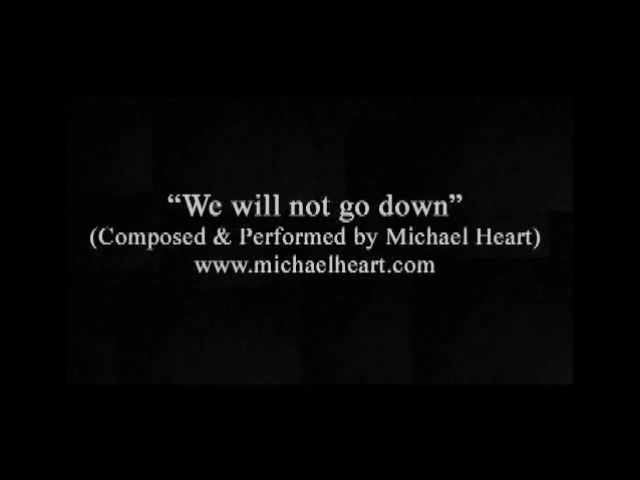 “We will not go down”
(Composed & Performed by Michael Heart)
www.michaelheart.com